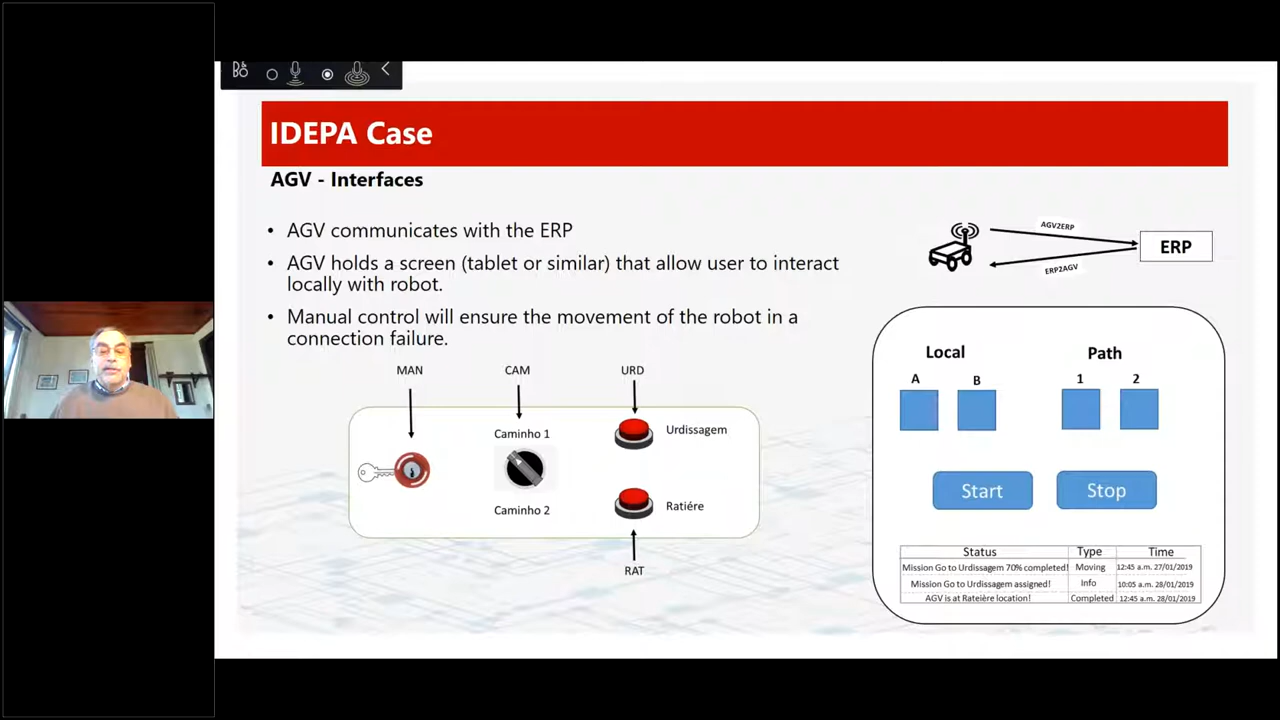 IDEPA Case
AGV - Interfaces
• AGV communicates with the ERP
• AGV holds a screen (tablet or similar) that allow user to interact
locally with robot.
• Manual control will ensure the movement of the robot in a
connection failure.
AGV2ERP
ERP
ERP2AGV
MAN
CAM
URD
Caminho 1
Urdissagem
Caminho 2
Ratiére
RAT
Local
Path
A
B
1
2
Start
Stop
Status Type Time
Mission Go to Urdissagem 70% completed! Moving 12:45 a.m. 27/01/2019
Mission Go to Urdissagem assigned! Info 10:05 a.m. 28/01/2019
AGV is at Rateière location! Completed 12:45 a.m. 28/01/2019